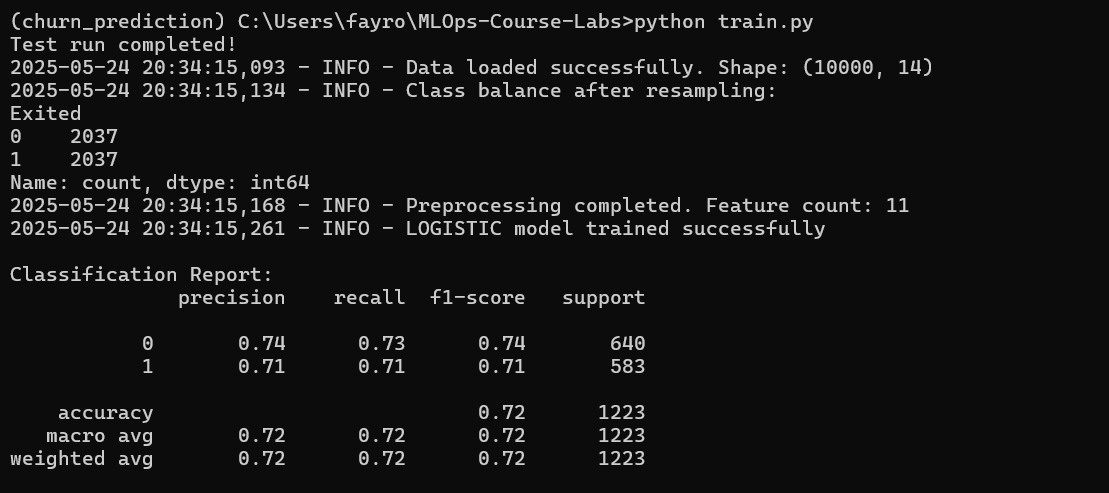 (churn_prediction) C:\Users\fayro\MLOps-Course-Labs>python train.py
Test run completed!
2025-05-24 20:34:15,093 - INFO - Data loaded successfully. Shape: (10000, 14)
2025-05-24 20:34:15,134 - INFO - Class balance after resampling:
Exited
0    2037
1    2037
Name: count, dtype: int64
2025-05-24 20:34:15,168 - INFO - Preprocessing completed. Feature count: 11
2025-05-24 20:34:15,261 - INFO - LOGISTIC model trained successfully

Classification Report:
              precision    recall  f1-score   support

           0       0.74      0.73      0.74       640
           1       0.71      0.71      0.71       583

    accuracy                           0.72      1223
   macro avg       0.72      0.72      0.72      1223
weighted avg       0.72      0.72      0.72      1223